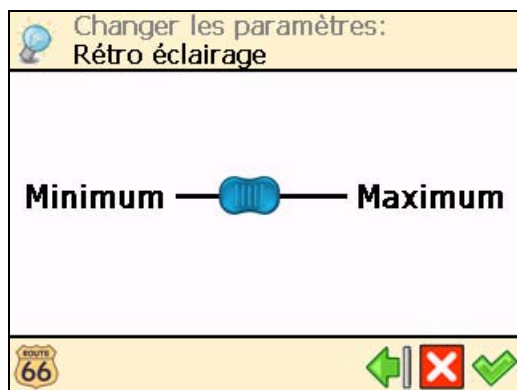 Changer les paramètres:
Rétro éclairage
Minimum
Maximum
ROUTE
66